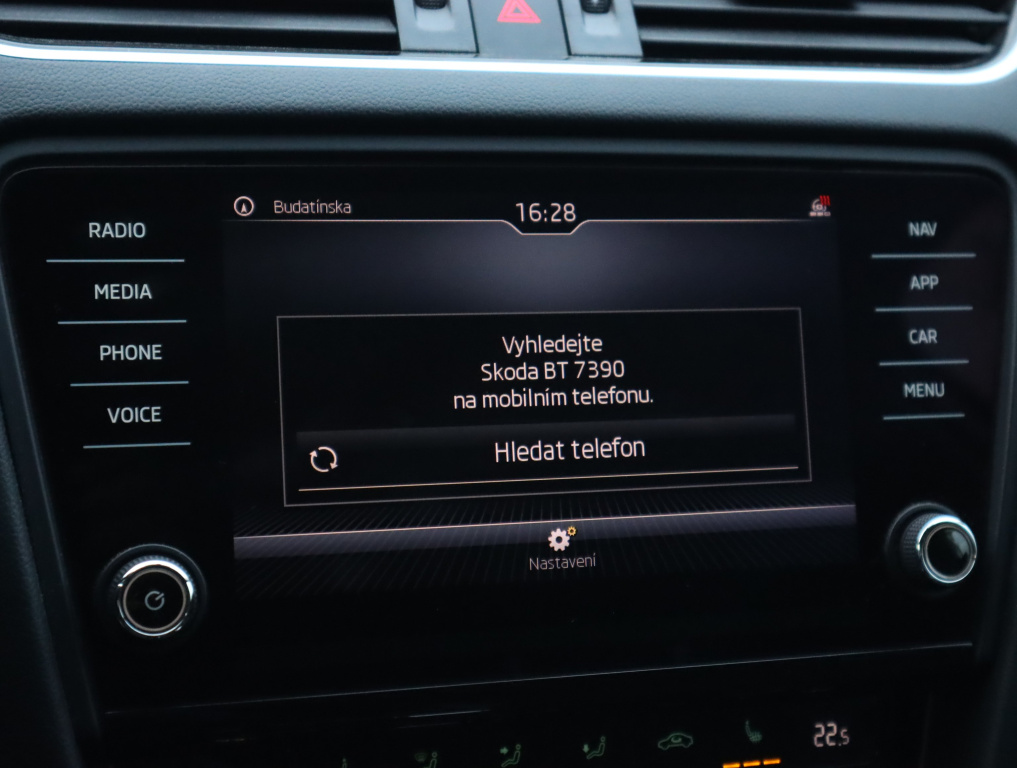 Budatínska
16:28
RADIO
NAV
MEDIA
APP
PHONE
CAR
VOICE
MENU
Vyhledejte
Skoda BT 7390
na mobilním telefonu.
Hledat telefon
Nastavení
22.5